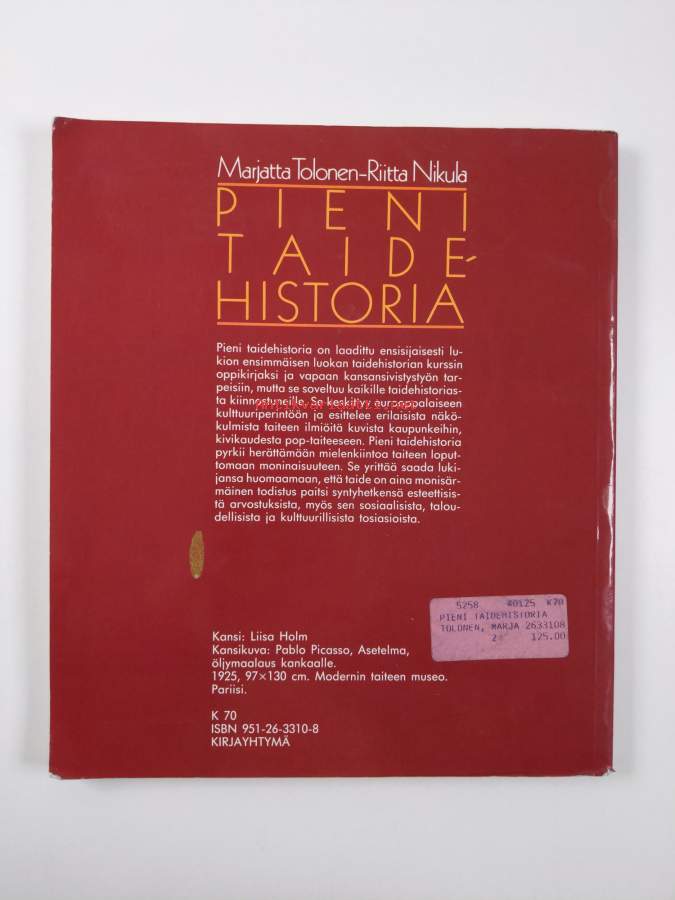 Marjatta Tolonen-Riitta Nikula
PIENI
TAIDE-
HISTORIA
Pieni taidehistoria on laadittu ensisijaisesti lu-
kion ensimmäisen luokan taidehistorian kurssin
oppikirjaksi ja vapaan kansansivistystyön tar-
peisiin, mutta se soveltuu kaikille taidehistorias-
ta kiinnostuneille. Se keskittyy eurooppalaiseen
kulttuuriperintöön ja esittelee erilaisista näkö-
kulmista taiteen ilmiöitä kuvista kaupunkeihin,
kivikaudesta pop-taiteeseen. Pieni taidehistoria
pyrkii herättämään mielenkiintoa taiteen loput-
tomaan moninaisuuteen. Se yrittää saada luki-
jansa huomaamaan, että taide on aina monisär-
mäinen todistus paitsi syntyhetkensä esteettisis-
tä arvostuksista, myös sen sosiaalisista, talou-
dellisista ja kulttuurillisista tosiasioista.
5258 40125 K70
PIENI TAIDEHISTORIA
TOLONEN, MARJA 2633108
2 125.00
Kansi: Liisa Holm
Kansikuva: Pablo Picasso, Asetelma,
öljymaalaus kankaalle.
1925, 97×130 cm. Modernin taiteen museo.
Pariisi.
K 70
ISBN 951-26-3310-8
KIRJAYHTYMÄ